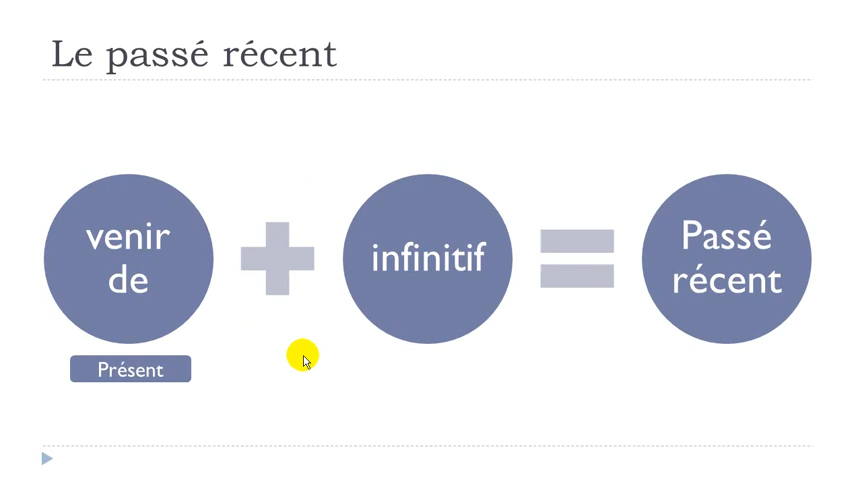 Le passé récent
venir
de
infinitif
Passé
récent
Présent